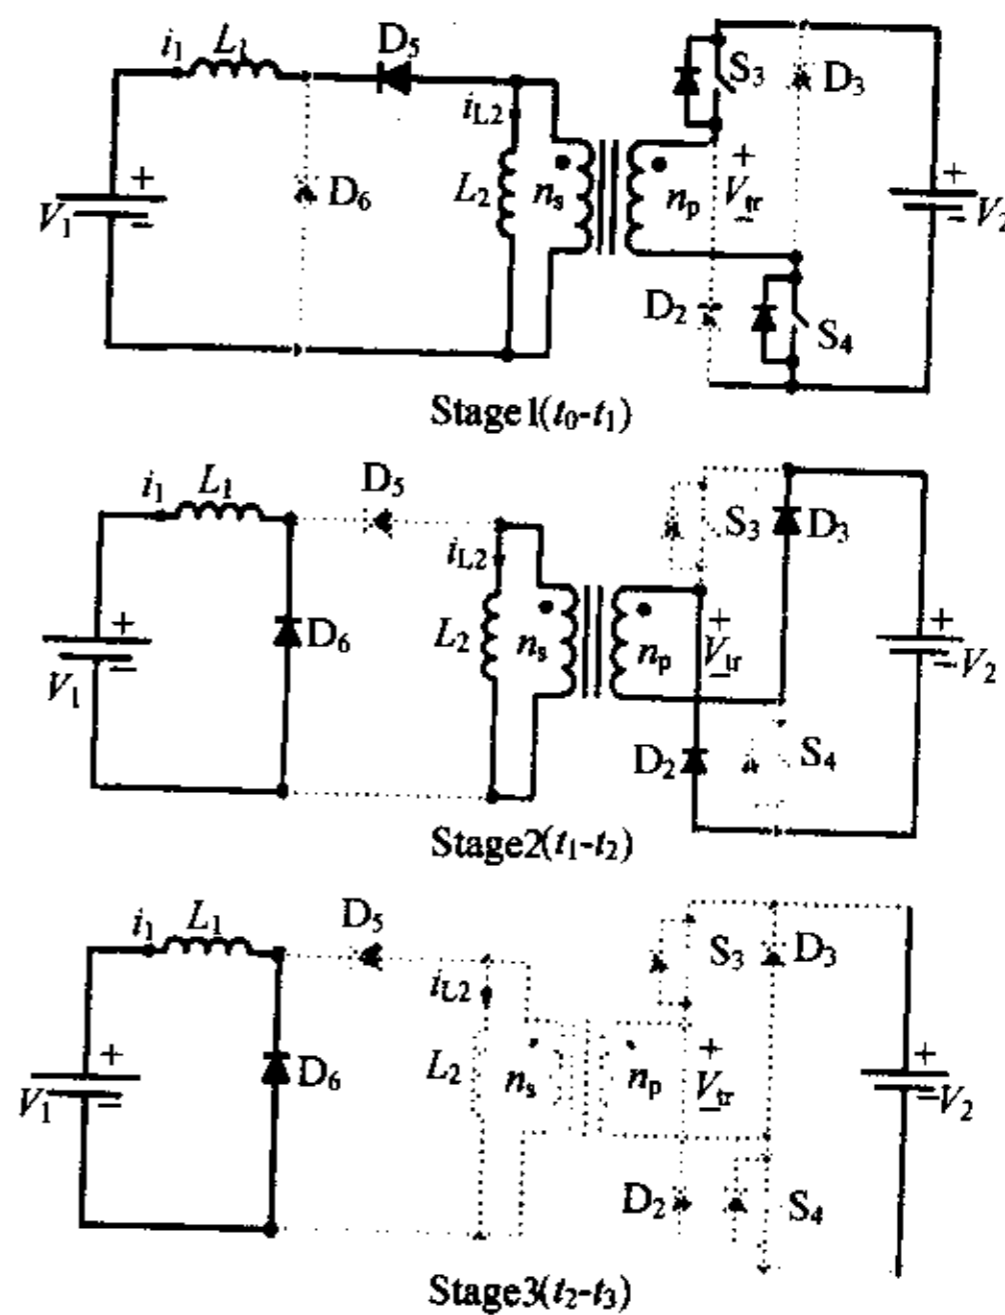 i1 L1 D5 S3 D3
iL2
V1 + − D6 L2 ns np + Vtr − + − V2
D2 S4
Stage1(t0-t1)
i1 L1 D5 S3 D3
iL2
V1 + − D6 L2 ns np + Vtr − + − V2
D2 S4
Stage2(t1-t2)
i1 L1 D5 S3 D3
iL2
V1 + − D6 L2 ns np + Vtr − + − V2
D2 S4
Stage3(t2-t3)